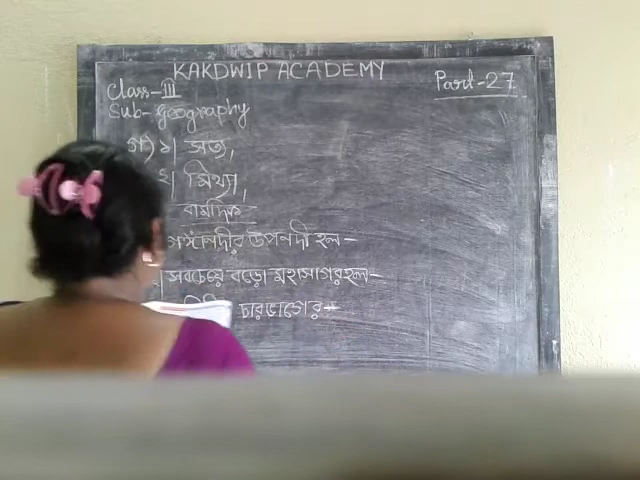 KAKDWIP ACADEMY
Class-III
Part-27
Sub- Geography
গ) ১| সত্য,
২| মিথ্যা,
বামদিক
গঙ্গানদীর উপনদী হল -
সবচেয়ে বড়ো মহাসাগর হল -
চারভাগের